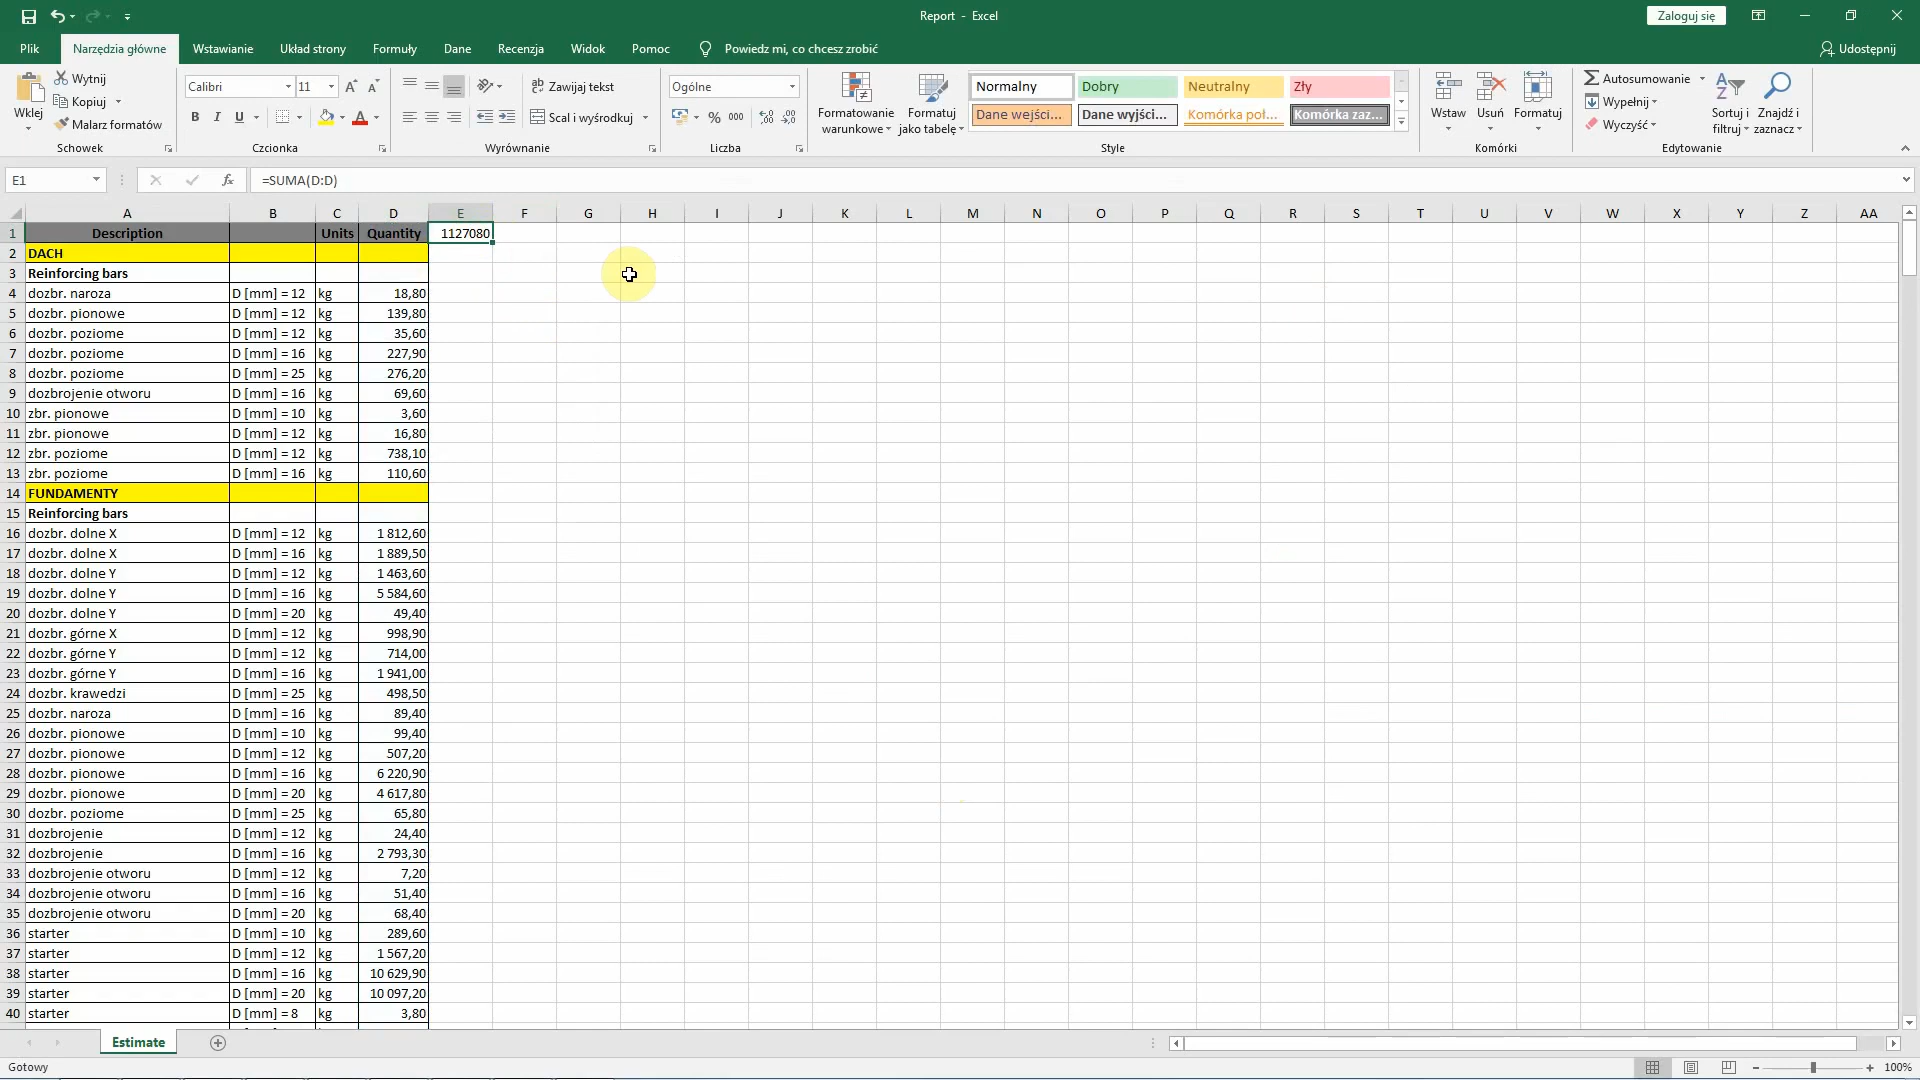 Report - Excel
Zaloguj się
Plik Narzędzia główne Wstawianie Układ strony Formuły Dane Recenzja Widok Pomoc Powiedz mi, co chcesz zrobić Udostępnij
Wklej
Wytnij
Kopiuj
Malarz formatów
Schowek
Calibri 11
B I U
Czcionka
Zawijaj tekst
Scal i wyśrodkuj
Wyrównanie
Ogólne
% 000
Liczba
Formatowanie warunkowe
Formatuj jako tabelę
Normalny Dobry Neutralny Zły
Dane wejści... Dane wyjści... Komórka poł... Komórka zaz...
Style
Wstaw Usuń Formatuj
Komórki
Autosumowanie
Wypełnij
Wyczyść
Sortuj i filtruj
Znajdź i zaznacz
Edytowanie
E1 fx =SUMA(D:D)
A B C D E F G H I J K L M N O P Q R S T U V W X Y Z AA
1 Description Units Quantity 1127080
2 DACH
3 Reinforcing bars
4 dozbr. naroza D [mm] = 12 kg 18,80
5 dozbr. pionowe D [mm] = 12 kg 139,80
6 dozbr. poziome D [mm] = 12 kg 35,60
7 dozbr. poziome D [mm] = 16 kg 227,90
8 dozbr. poziome D [mm] = 25 kg 276,20
9 dozbrojenie otworu D [mm] = 16 kg 69,60
10 zbr. pionowe D [mm] = 10 kg 3,60
11 zbr. pionowe D [mm] = 12 kg 16,80
12 zbr. poziome D [mm] = 12 kg 738,10
13 zbr. poziome D [mm] = 16 kg 110,60
14 FUNDAMENTY
15 Reinforcing bars
16 dozbr. dolne X D [mm] = 12 kg 1 812,60
17 dozbr. dolne X D [mm] = 16 kg 1 889,50
18 dozbr. dolne Y D [mm] = 12 kg 1 463,60
19 dozbr. dolne Y D [mm] = 16 kg 5 584,60
20 dozbr. dolne Y D [mm] = 20 kg 49,40
21 dozbr. górne X D [mm] = 12 kg 998,90
22 dozbr. górne Y D [mm] = 12 kg 714,00
23 dozbr. górne Y D [mm] = 16 kg 1 941,00
24 dozbr. krawedzi D [mm] = 25 kg 498,50
25 dozbr. naroza D [mm] = 16 kg 89,40
26 dozbr. pionowe D [mm] = 10 kg 99,40
27 dozbr. pionowe D [mm] = 12 kg 507,20
28 dozbr. pionowe D [mm] = 16 kg 6 220,90
29 dozbr. pionowe D [mm] = 20 kg 4 617,80
30 dozbr. poziome D [mm] = 25 kg 65,80
31 dozbrojenie D [mm] = 12 kg 24,40
32 dozbrojenie D [mm] = 16 kg 2 793,30
33 dozbrojenie otworu D [mm] = 12 kg 7,20
34 dozbrojenie otworu D [mm] = 16 kg 51,40
35 dozbrojenie otworu D [mm] = 20 kg 68,40
36 starter D [mm] = 10 kg 289,60
37 starter D [mm] = 12 kg 1 567,20
38 starter D [mm] = 16 kg 10 629,90
39 starter D [mm] = 20 kg 10 097,20
40 starter D [mm] = 8 kg 3,80
Estimate
Gotowy
100%